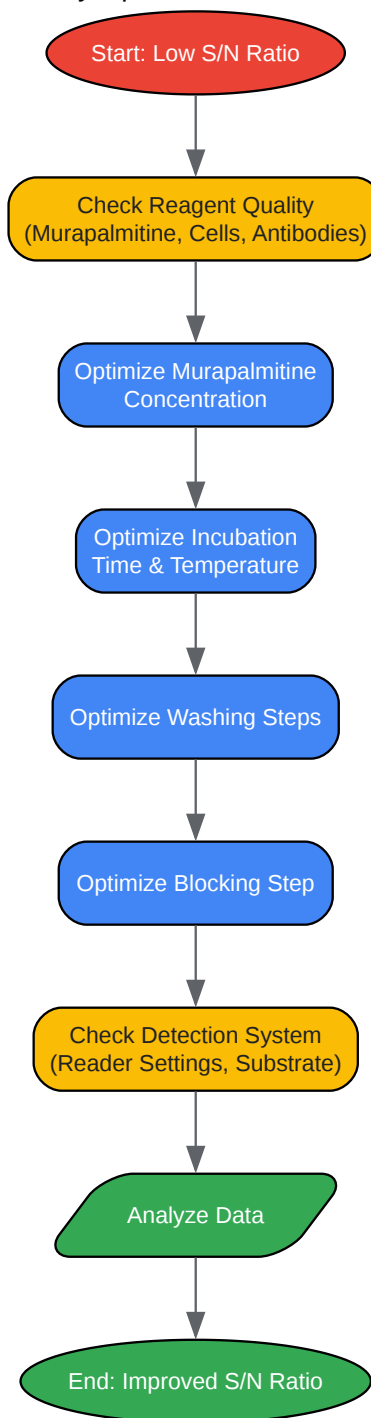 Start: Low S/N Ratio
Check Reagent Quality
(Murapalmitine, Cells, Antibodies)
Optimize Murapalmitine
Concentration
Optimize Incubation
Time & Temperature
Optimize Washing Steps
Optimize Blocking Step
Check Detection System
(Reader Settings, Substrate)
Analyze Data
End: Improved S/N Ratio